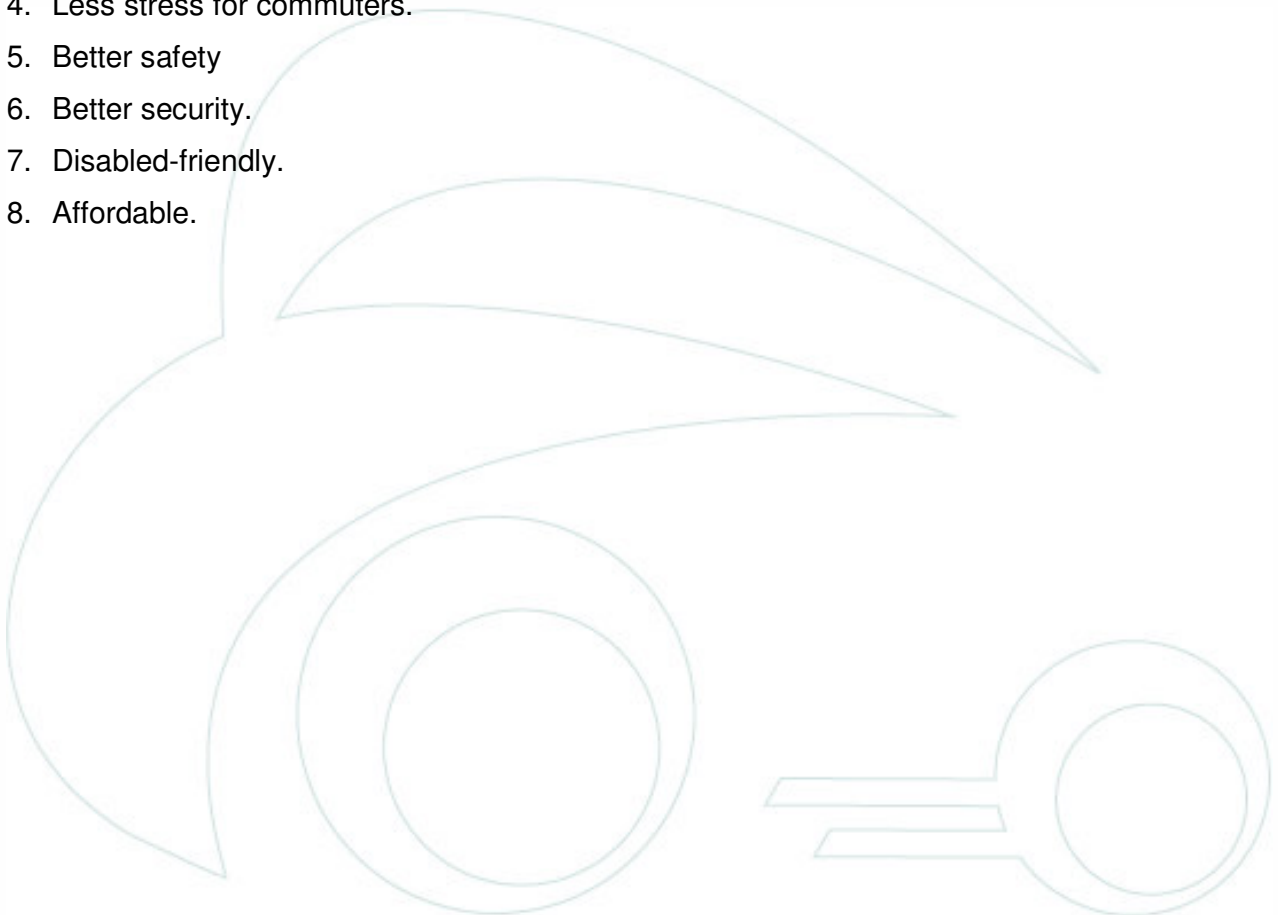 4. Less stress for commuters.
5. Better safety
6. Better security.
7. Disabled-friendly.
8. Affordable.